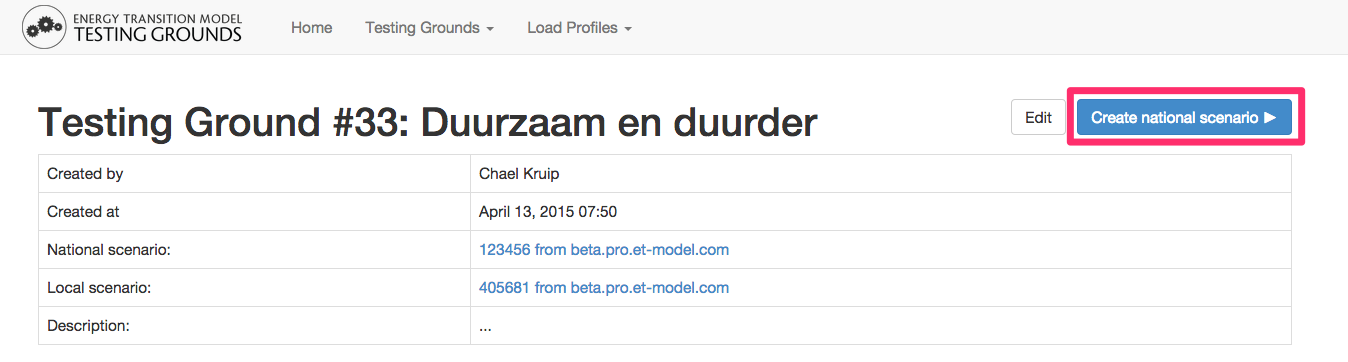 ENERGY TRANSITION MODEL
TESTING GROUNDS
Home
Testing Grounds
Load Profiles
Testing Ground #33: Duurzaam en duurder
Edit
Create national scenario ▶
Created by
Chael Kruip
Created at
April 13, 2015 07:50
National scenario:
123456 from beta.pro.et-model.com
Local scenario:
405681 from beta.pro.et-model.com
Description:
...